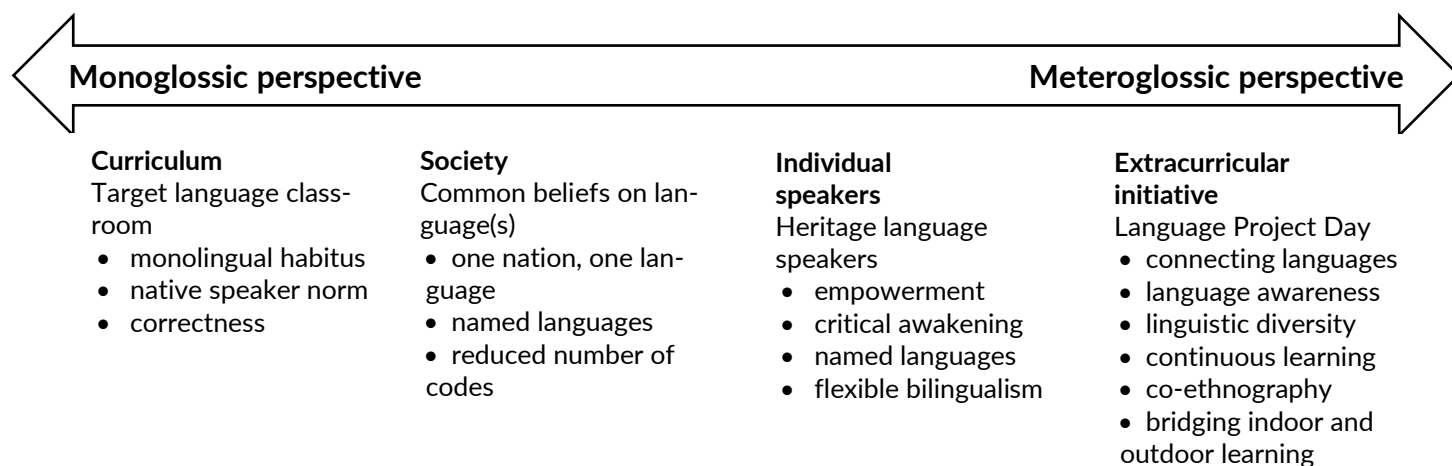 Monoglossic perspective
Meteroglossic perspective
Curriculum
Target language class-
room
• monolingual habitus
• native speaker norm
• correctness
Society
Common beliefs on lan-
guage(s)
• one nation, one lan-
guage
• named languages
• reduced number of
codes
Individual
speakers
Heritage language
speakers
• empowerment
• critical awakening
• named languages
• flexible bilingualism
Extracurricular
initiative
Language Project Day
• connecting languages
• language awareness
• linguistic diversity
• continuous learning
• co-ethnography
• bridging indoor and
outdoor learning